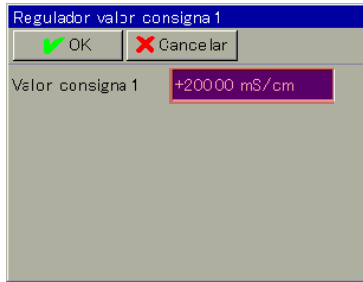 Regulador valor consigna 1
OK Cancelar
Valor consigna 1 +20000 mS/cm